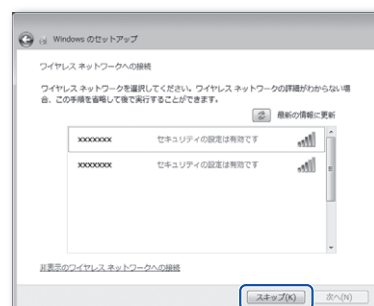 Windows のセットアップ
ワイヤレス ネットワークへの接続
ワイヤレス ネットワークを選択してください。ワイヤレス ネットワークの詳細がわからない場
合、この手順を省略して後で実行することができます。
最新の情報に更新
xxxxxxx セキュリティの設定は有効です
xxxxxxx セキュリティの設定は有効です
非表示のワイヤレス ネットワークへの接続
スキップ(K) 次へ(N)